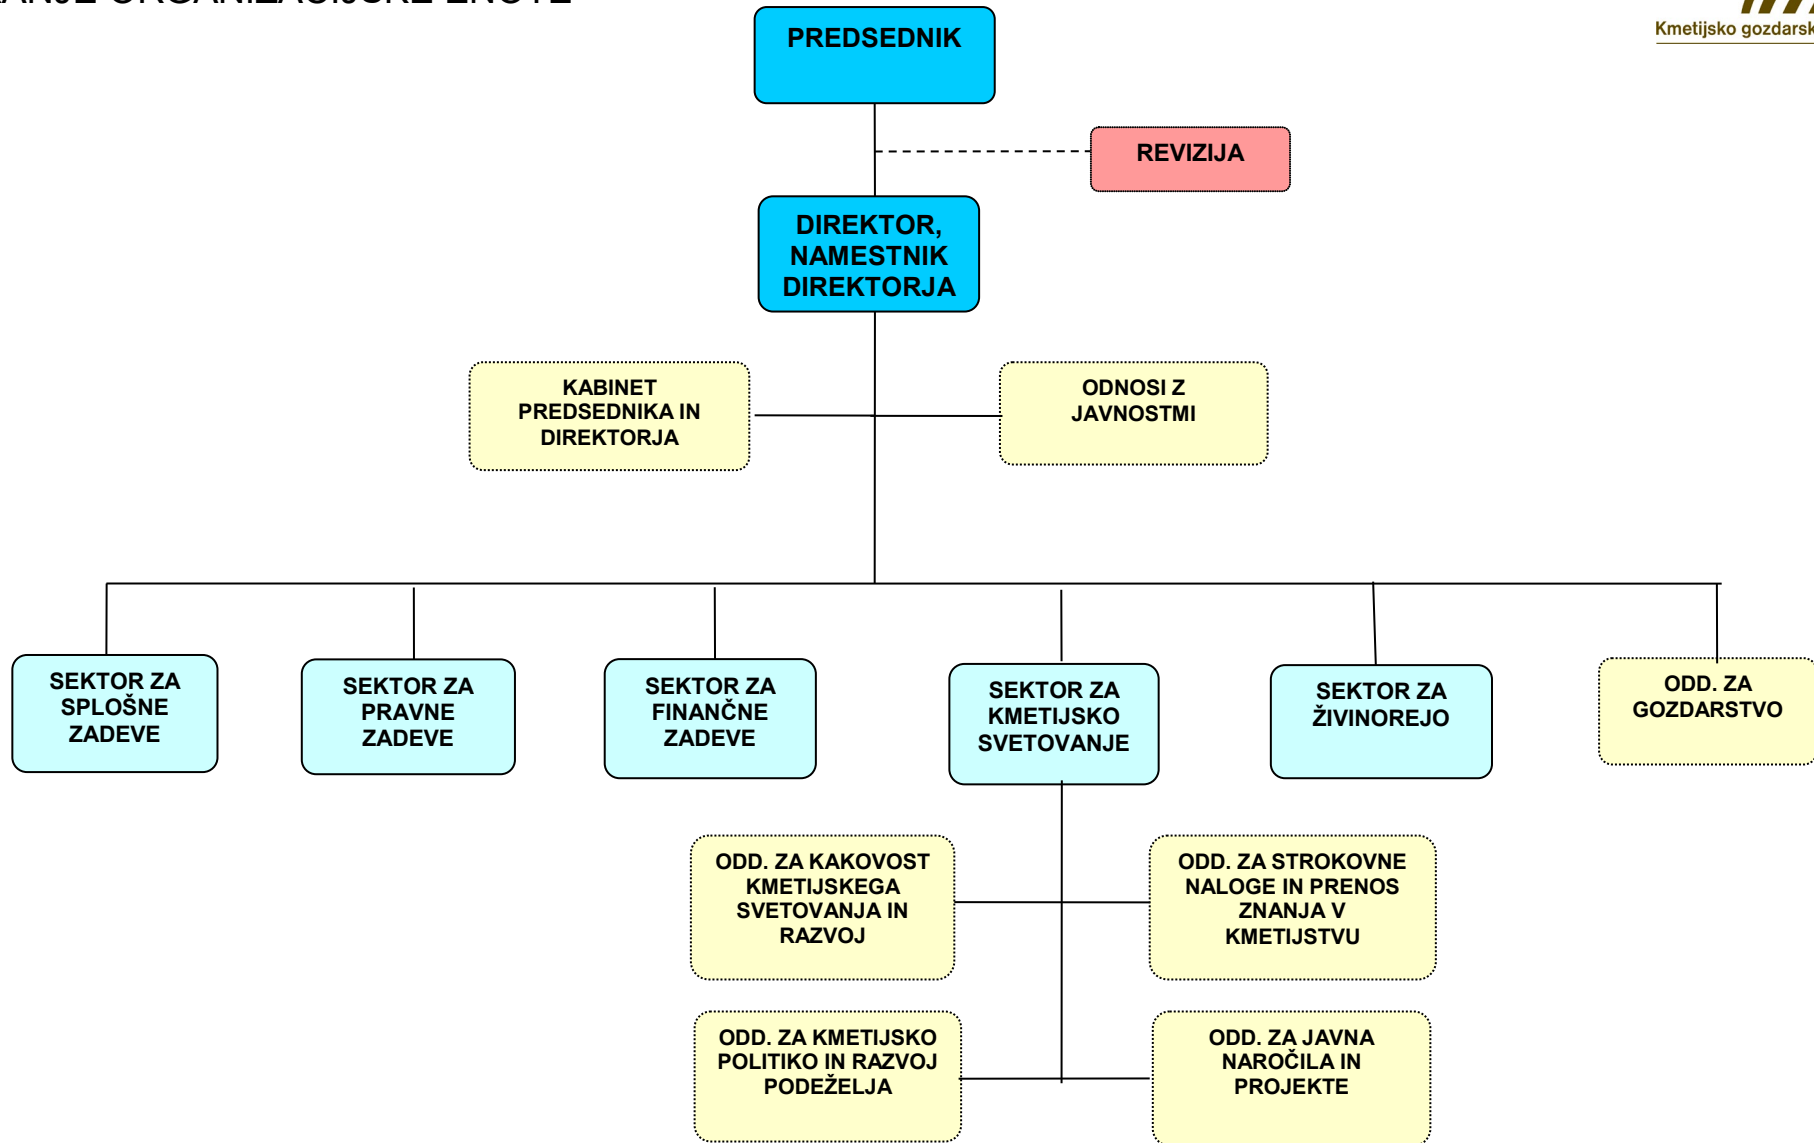 ORGANIZACIJSKE ENOTE
Kmetijsko gozdarsk
PREDSEDNIK
REVIZIJA
DIREKTOR,
NAMESTNIK
DIREKTORJA
KABINET
PREDSEDNIKA IN
DIREKTORJA
ODNOSI Z
JAVNOSTMI
SEKTOR ZA
SPLOŠNE
ZADEVE
SEKTOR ZA
PRAVNE
ZADEVE
SEKTOR ZA
FINANČNE
ZADEVE
SEKTOR ZA
KMETIJSKO
SVETOVANJE
SEKTOR ZA
ŽIVINOREJO
ODD. ZA
GOZDARSTVO
ODD. ZA KAKOVOST
KMETIJSKEGA
SVETOVANJA IN
RAZVOJ
ODD. ZA STROKOVNE
NALOGE IN PRENOS
ZNANJA V
KMETIJSTVU
ODD. ZA KMETIJSKO
POLITIKO IN RAZVOJ
PODEŽELJA
ODD. ZA JAVNA
NAROČILA IN
PROJEKTE